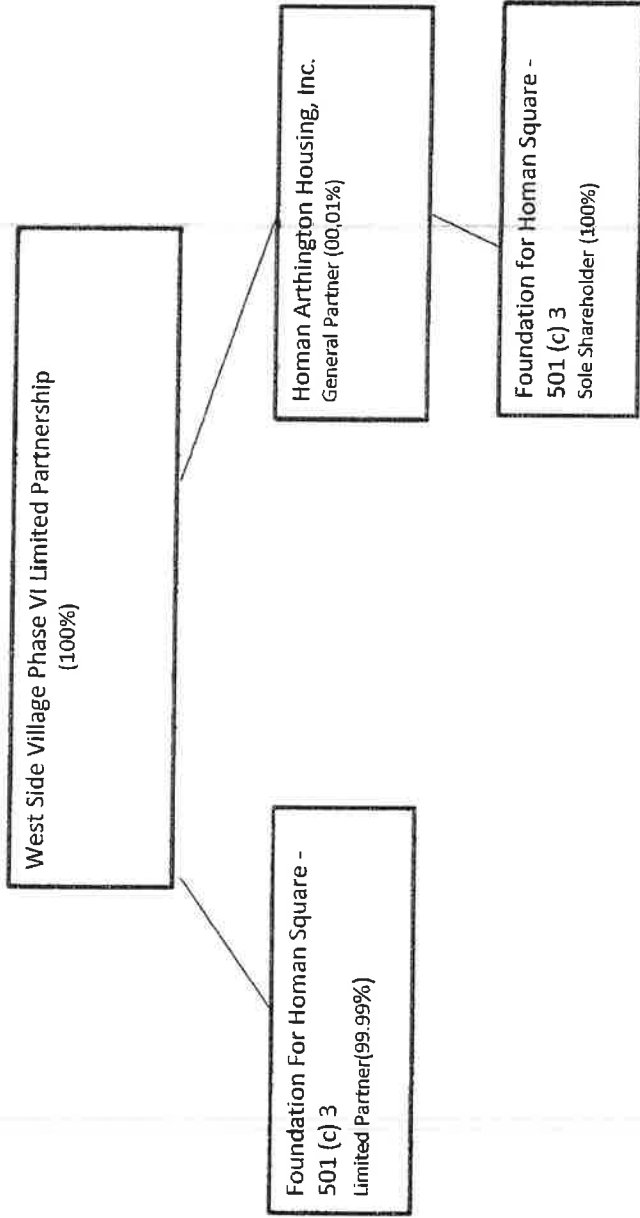 West Side Village Phase VI Limited Partnership
(100%)
Foundation For Homan Square -
501 (c) 3
Limited Partner(99.99%)
Homan Arthington Housing, Inc.
General Partner (00.01%)
Foundation for Homan Square -
501 (c) 3
Sole Shareholder (100%)